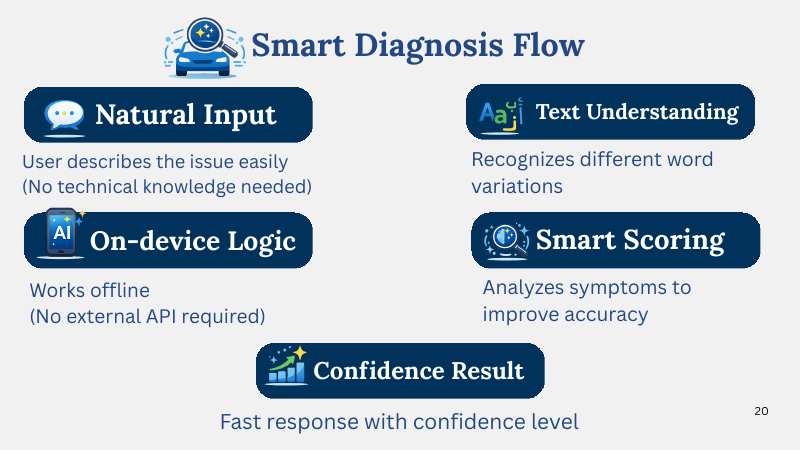 Smart Diagnosis Flow
Natural Input
User describes the issue easily
(No technical knowledge needed)
Text Understanding
Recognizes different word
variations
AI
On-device Logic
Works offline
(No external API required)
Smart Scoring
Analyzes symptoms to
improve accuracy
Confidence Result
Fast response with confidence level
20